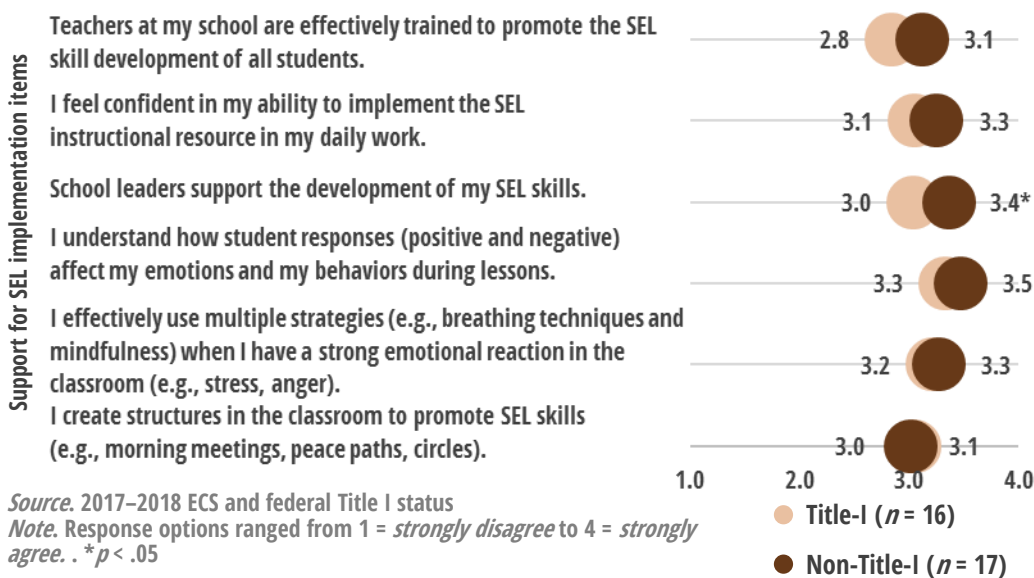 Support for SEL implementation items
Teachers at my school are effectively trained to promote the SEL
skill development of all students.
2.8
3.1
I feel confident in my ability to implement the SEL
instructional resource in my daily work.
3.1
3.3
School leaders support the development of my SEL skills.
3.0
3.4*
I understand how student responses (positive and negative)
affect my emotions and my behaviors during lessons.
3.3
3.5
I effectively use multiple strategies (e.g., breathing techniques and
mindfulness) when I have a strong emotional reaction in the
classroom (e.g., stress, anger).
3.2
3.3
I create structures in the classroom to promote SEL skills
(e.g., morning meetings, peace paths, circles).
3.0
3.1
1.0 2.0 3.0 4.0
Source. 2017–2018 ECS and federal Title I status
Note. Response options ranged from 1 = strongly disagree to 4 = strongly
agree. . *p < .05
Title-I (n = 16)
Non-Title-I (n = 17)